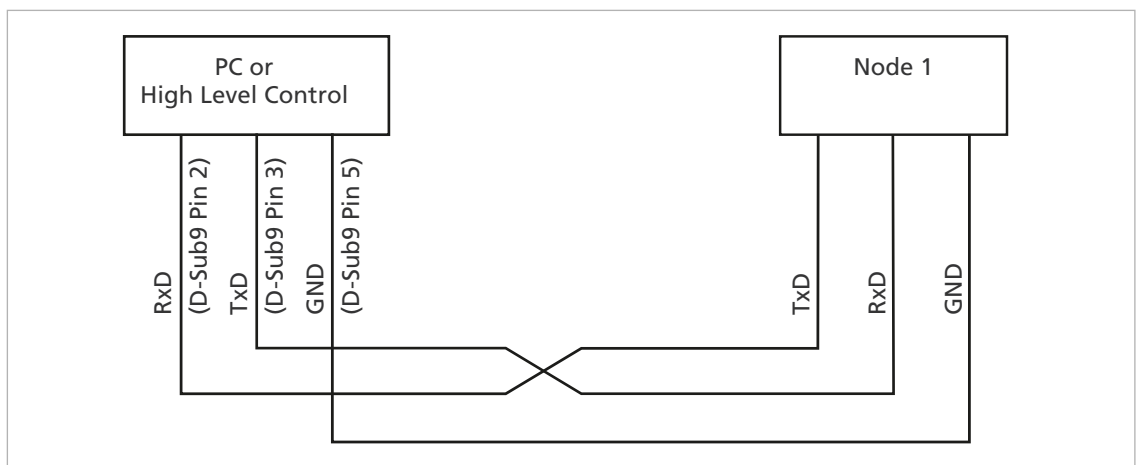 PC or
High Level Control
Node 1
RxD
(D-Sub9 Pin 2)
TxD
(D-Sub9 Pin 3)
GND
(D-Sub9 Pin 5)
TxD
RxD
GND